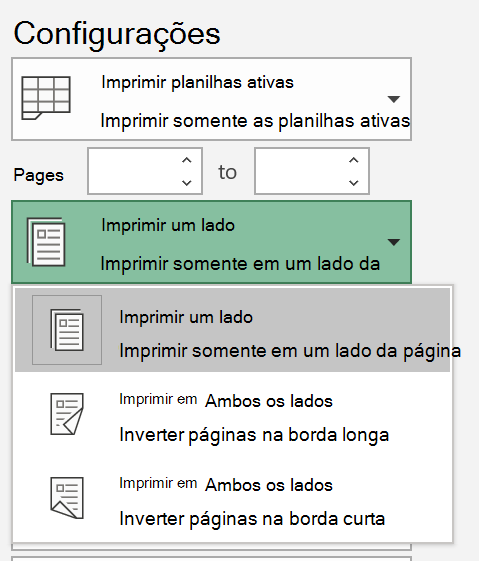 Configurações
Imprimir planilhas ativas
Imprimir somente as planilhas ativas
Pages to
Imprimir um lado
Imprimir somente em um lado da
Imprimir um lado
Imprimir somente em um lado da página
Imprimir em Ambos os lados
Inverter páginas na borda longa
Imprimir em Ambos os lados
Inverter páginas na borda curta